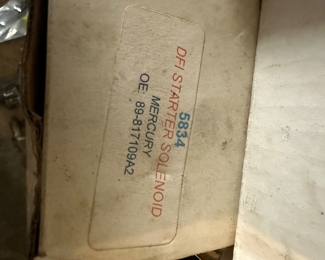 5834
DFI STARTER SOLENOID
MERCURY
OE: 89-817109A2